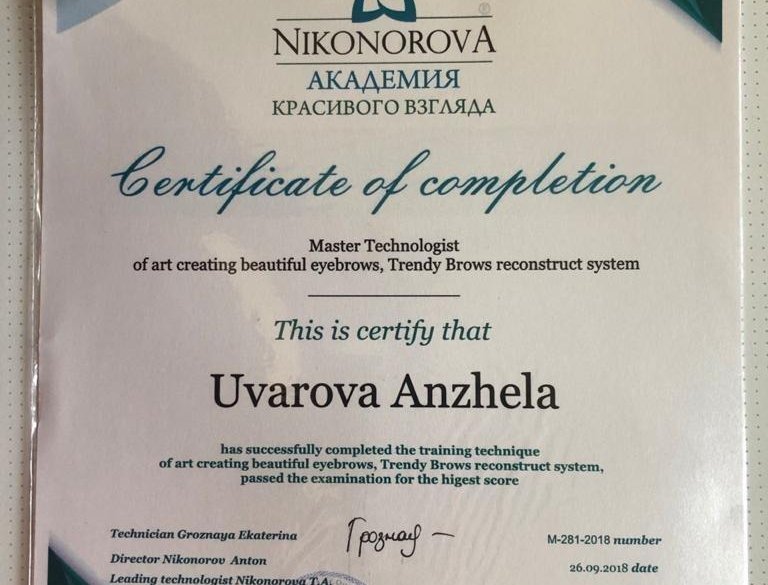 ®
NIKONOROVA
АКАДЕМИЯ
КРАСИВОГО ВЗГЛЯДА
Certificate of completion
Master Technologist
of art creating beautiful eyebrows, Trendy Brows reconstruct system
This is certify that
Uvarova Anzhela
has successfully completed the training technique
of art creating beautiful eyebrows, Trendy Brows reconstruct system,
passed the examination for the higest score
Technician Groznaya Ekaterina
Грозная
M-281-2018 number
Director Nikonorov Anton
26.09.2018 date
Leading technologist Nikonorova T.A.